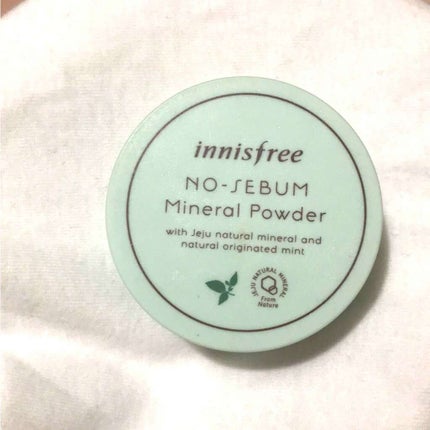 innisfree
NO-SEBUM
Mineral Powder
with Jeju natural mineral and
natural originated mint
JEJU NATURAL MINERAL
From
Nature